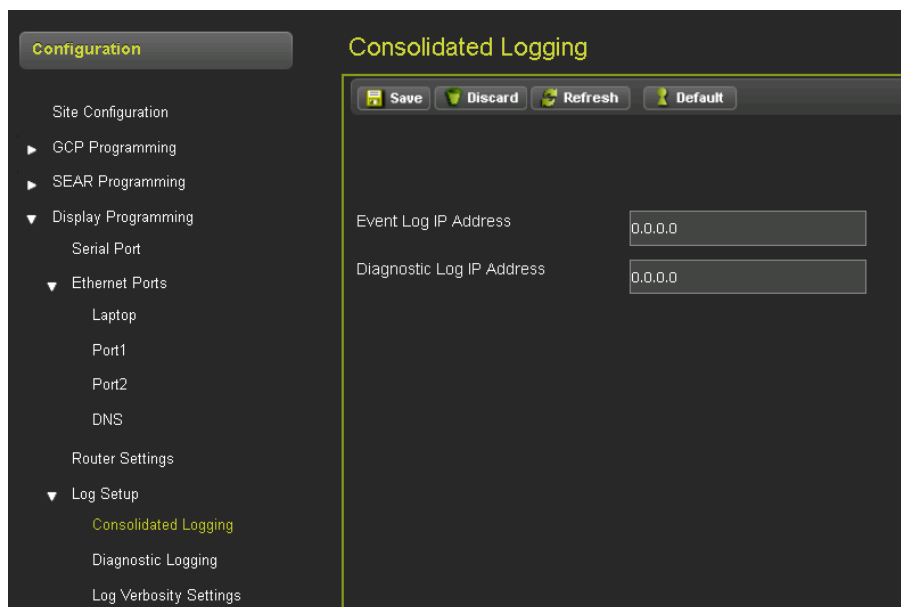 Configuration
Site Configuration
GCP Programming
SEAR Programming
Display Programming
Serial Port
Ethernet Ports
Laptop
Port1
Port2
DNS
Router Settings
Log Setup
Consolidated Logging
Diagnostic Logging
Log Verbosity Settings
Consolidated Logging
Save Discard Refresh Default
Event Log IP Address 0.0.0.0
Diagnostic Log IP Address 0.0.0.0